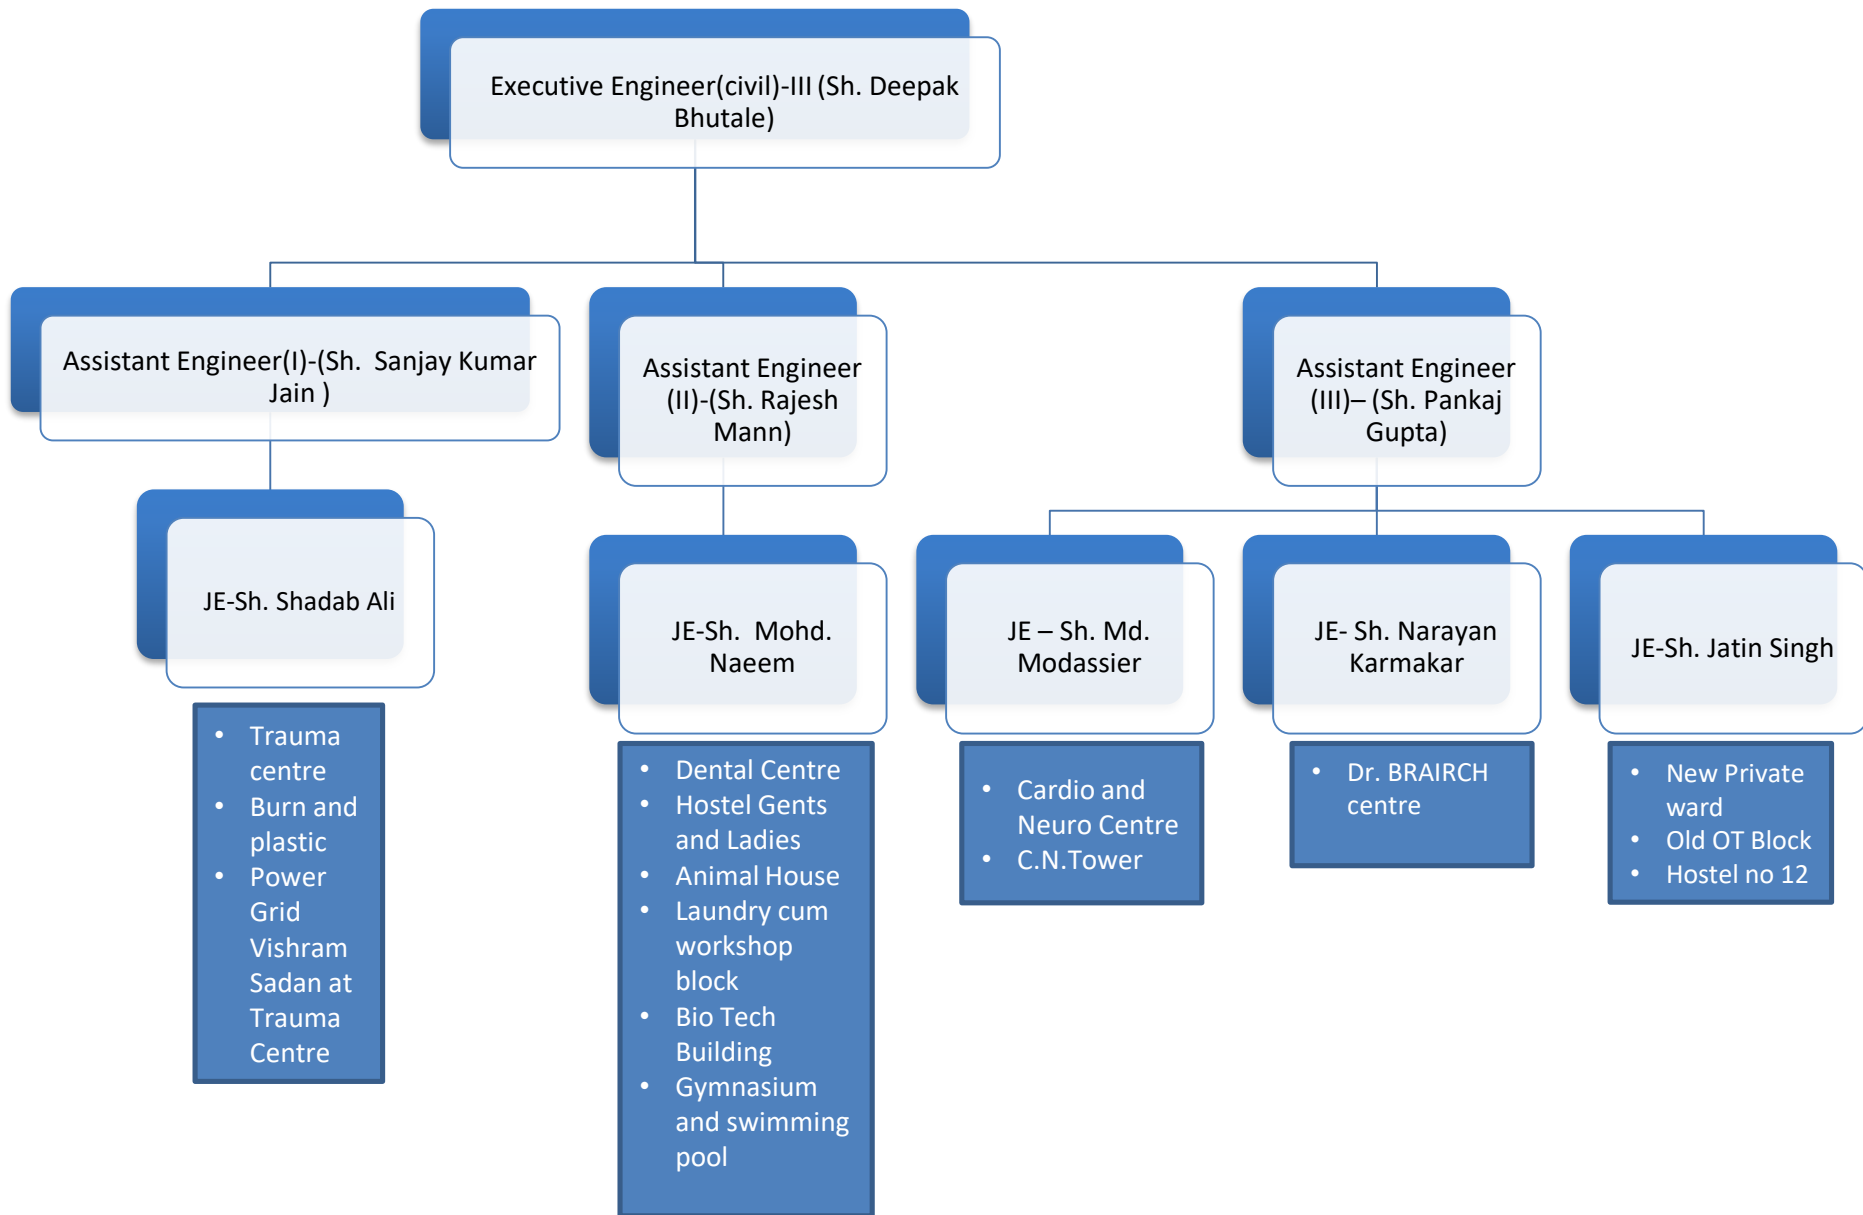 Executive Engineer(civil)-III (Sh. Deepak
Bhutale)
Assistant Engineer(I)-(Sh.  Sanjay Kumar
Jain )
Assistant Engineer
(II)-(Sh. Rajesh
Mann)
Assistant Engineer
(III)– (Sh. Pankaj
Gupta)
JE-Sh. Shadab Ali
JE-Sh.  Mohd.
Naeem
JE – Sh. Md.
Modassier
JE- Sh. Narayan
Karmakar
JE-Sh. Jatin Singh
• Trauma
centre
• Burn and
plastic
• Power
Grid
Vishram
Sadan at
Trauma
Centre
• Dental Centre
• Hostel Gents
and Ladies
• Animal House
• Laundry cum
workshop
block
• Bio Tech
Building
• Gymnasium
and swimming
pool
• Cardio and
Neuro Centre
• C.N.Tower
• Dr. BRAIRCH
centre
• New Private
ward
• Old OT Block
• Hostel no 12